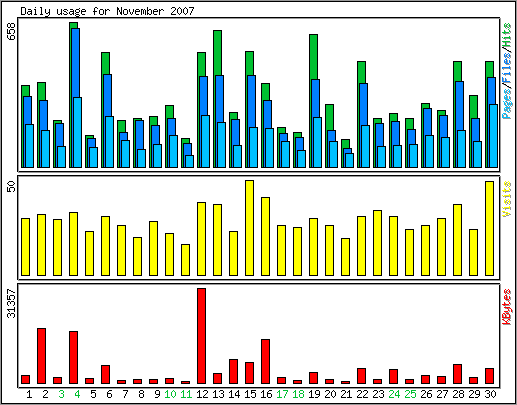 Daily usage for November 2007
658
Pages/Files/Hits
50
Visits
31357
KBytes
1 2 3 4 5 6 7 8 9 10 11 12 13 14 15 16 17 18 19 20 21 22 23 24 25 26 27 28 29 30